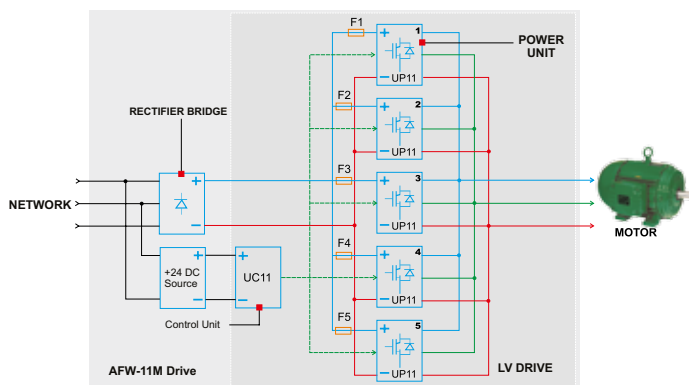 F1
+
1
POWER
UNIT
−
UP11
F2
+
2
RECTIFIER BRIDGE
−
UP11
F3
+
+
3
NETWORK
−
−
UP11
MOTOR
F4
+
4
+24 DC
Source
+
−
+
−
UC11
−
UP11
Control Unit
F5
+
5
AFW-11M Drive
−
UP11
LV DRIVE